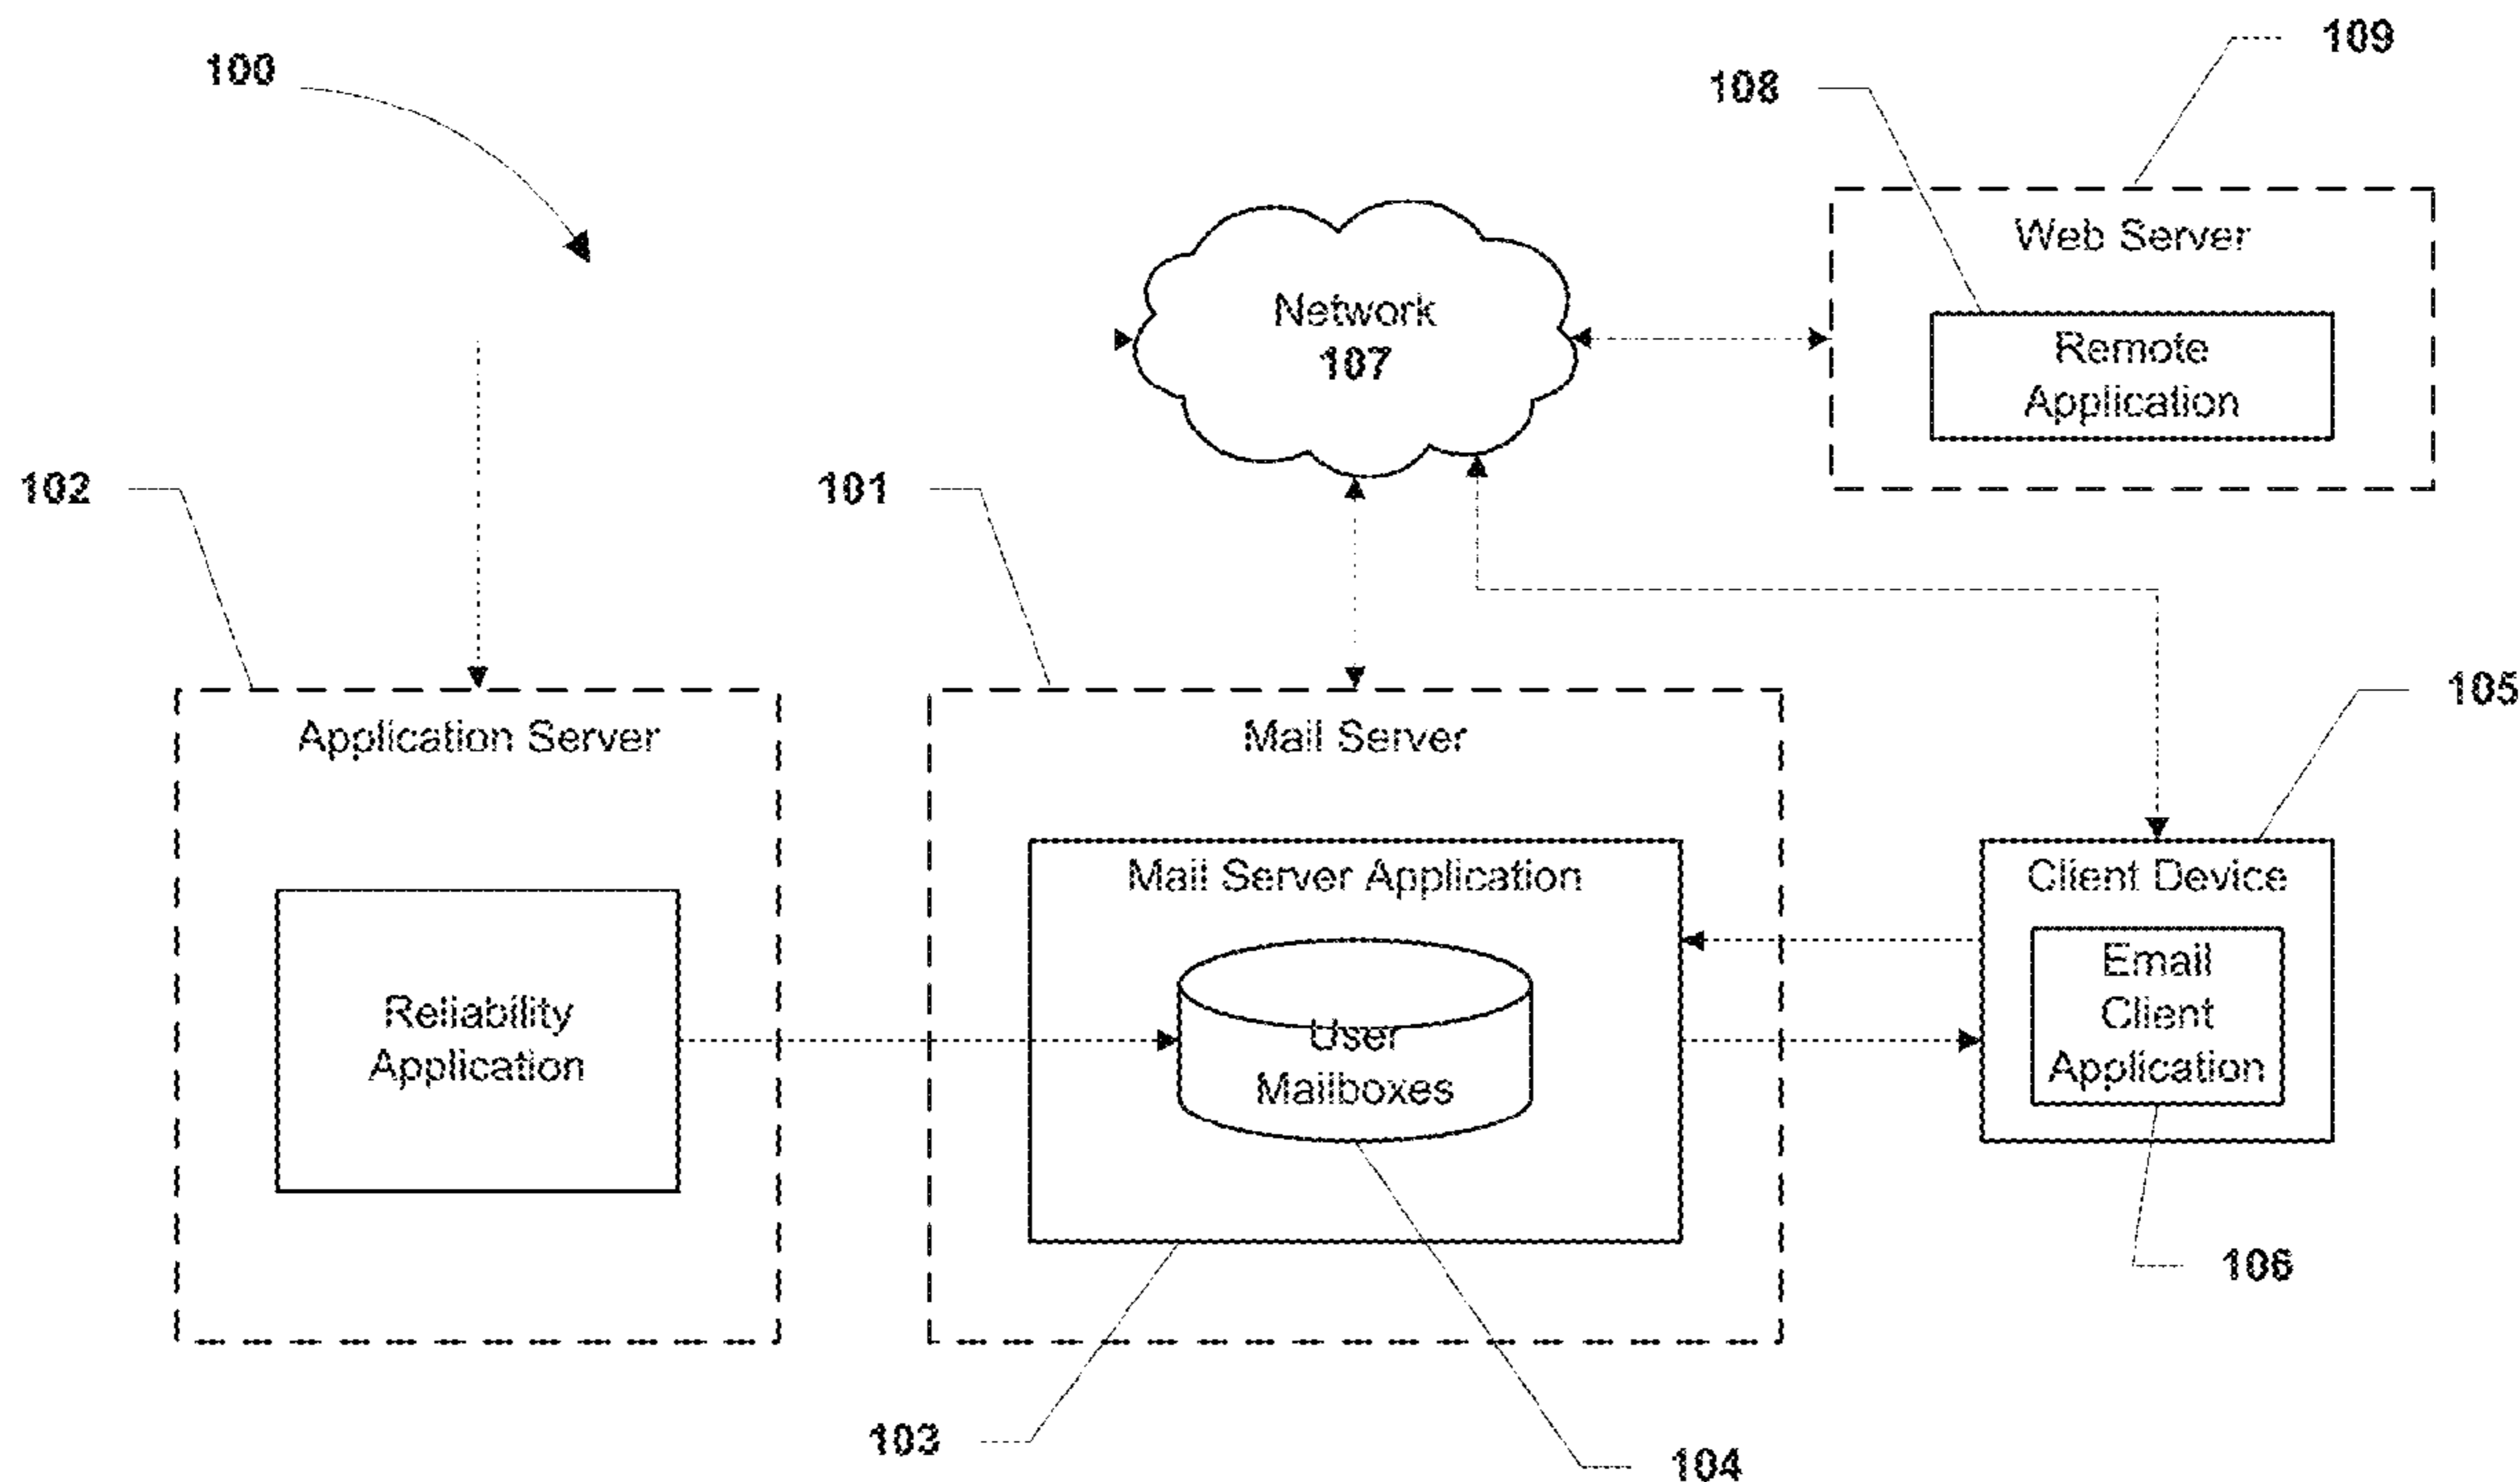 109
100
108
Web Server
Network
107
Remote
Application
102
101
105
Application Server
Mail Server
Mail Server Application
Client Device
Email
Client
Application
Reliability
Application
User
Mailboxes
106
103
104